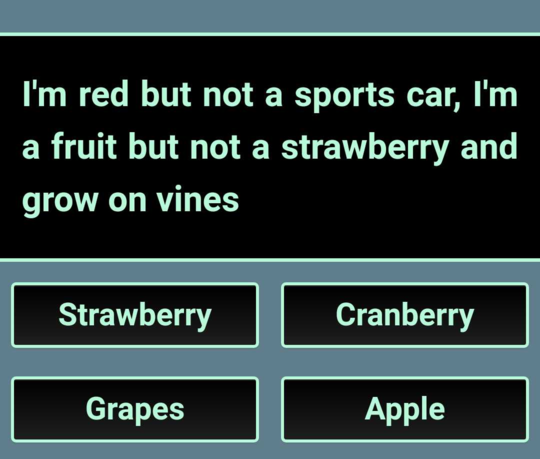 I'm red but not a sports car, I'm
a fruit but not a strawberry and
grow on vines
Strawberry
Cranberry
Grapes
Apple